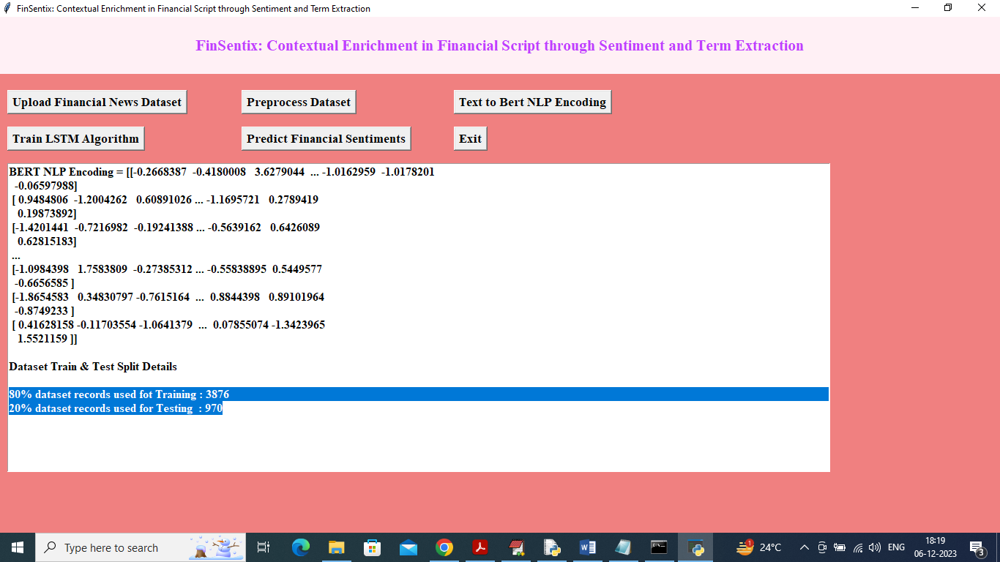 FinSentix: Contextual Enrichment in Financial Script through Sentiment and Term Extraction
FinSentix: Contextual Enrichment in Financial Script through Sentiment and Term Extraction
Upload Financial News Dataset
Preprocess Dataset
Text to Bert NLP Encoding
Train LSTM Algorithm
Predict Financial Sentiments
Exit
BERT NLP Encoding = [[-0.2668387 -0.4180008 3.6279044 ... -1.0162959 -1.0178201
-0.06597988]
[ 0.9484806 -1.2004262 0.60891026 ... -1.1695721 0.2789419
0.19873892]
[-1.4201441 -0.7216982 -0.19241388 ... -0.5639162 0.6426089
0.62815183]
...
[-1.0984398 1.7583809 -0.27385312 ... -0.55838895 0.5449577
-0.6656585 ]
[-1.8654583 0.34830797 -0.7615164 ... 0.8844398 0.89101964
-0.8749233 ]
[ 0.41628158 -0.11703554 -1.0641379 ... 0.07855074 -1.3423965
1.5521159 ]]
Dataset Train & Test Split Details
80% dataset records used fot Training : 3876
20% dataset records used for Testing : 970
Type here to search
1
24°C
ENG
18:19
06-12-2023
3